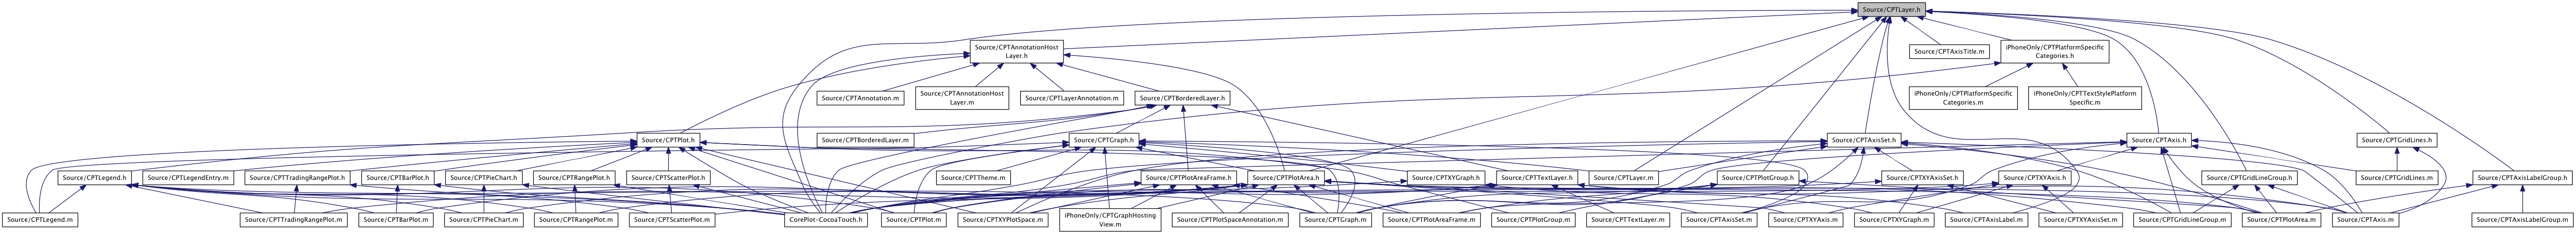 Source/CPTLayer.h
Source/CPTAnnotationHost
Layer.h
Source/CPTAxisTitle.m
iPhoneOnly/CPTPlatformSpecific
Categories.h
Source/CPTAnnotation.m
Source/CPTAnnotationHost
Layer.m
Source/CPTLayerAnnotation.m
Source/CPTBorderedLayer.h
iPhoneOnly/CPTPlatformSpecific
Categories.m
iPhoneOnly/CPTTextStylePlatform
Specific.m
Source/CPTPlot.h
Source/CPTBorderedLayer.m
Source/CPTGraph.h
Source/CPTAxisSet.h
Source/CPTAxis.h
Source/CPTGridLines.h
Source/CPTLegend.h
Source/CPTLegendEntry.m
Source/CPTTradingRangePlot.h
Source/CPTBarPlot.h
Source/CPTPieChart.h
Source/CPTRangePlot.h
Source/CPTScatterPlot.h
Source/CPTTheme.m
Source/CPTPlotAreaFrame.h
Source/CPTPlotArea.h
Source/CPTXYGraph.h
Source/CPTTextLayer.h
Source/CPTLayer.m
Source/CPTPlotGroup.h
Source/CPTXYAxisSet.h
Source/CPTXYAxis.h
Source/CPTGridLineGroup.h
Source/CPTGridLines.m
Source/CPTAxisLabelGroup.h
Source/CPTLegend.m
Source/CPTTradingRangePlot.m
Source/CPTBarPlot.m
Source/CPTPieChart.m
Source/CPTRangePlot.m
Source/CPTScatterPlot.m
CorePlot-CocoaTouch.h
Source/CPTPlot.m
Source/CPTXYPlotSpace.m
iPhoneOnly/CPTGraphHosting
View.m
Source/CPTPlotSpaceAnnotation.m
Source/CPTGraph.m
Source/CPTPlotAreaFrame.m
Source/CPTPlotGroup.m
Source/CPTTextLayer.m
Source/CPTAxisSet.m
Source/CPTXYAxis.m
Source/CPTXYGraph.m
Source/CPTAxisLabel.m
Source/CPTXYAxisSet.m
Source/CPTGridLineGroup.m
Source/CPTPlotArea.m
Source/CPTAxis.m
Source/CPTAxisLabelGroup.m